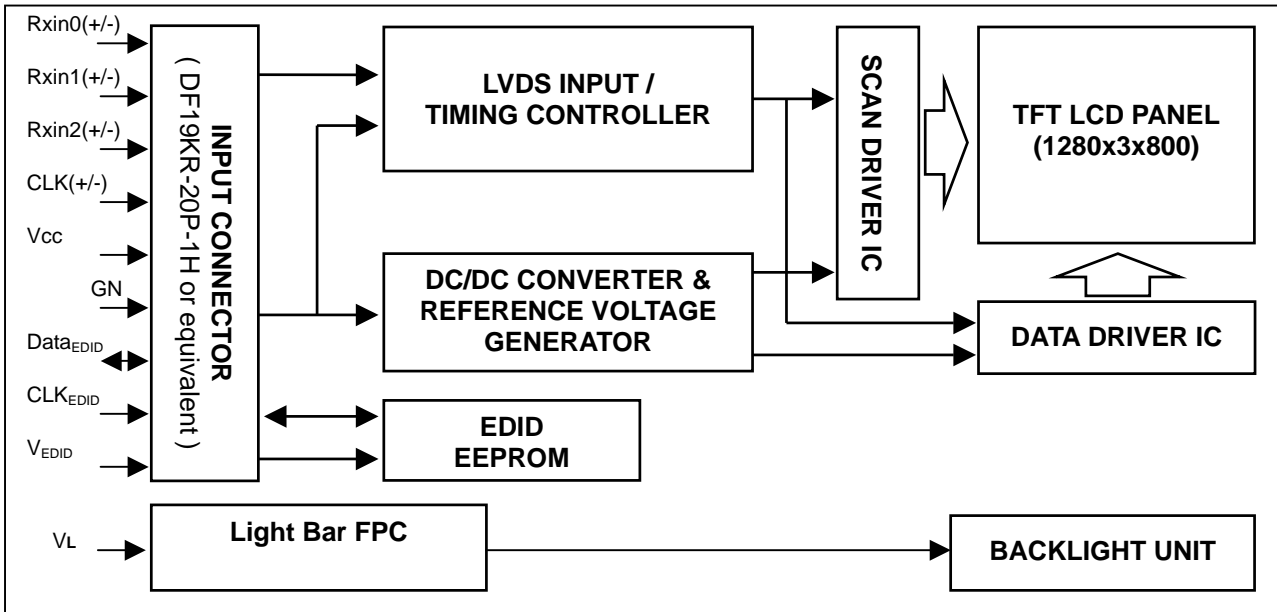 Rxin0(+/-)
Rxin1(+/-)
Rxin2(+/-)
CLK(+/-)
Vcc
GN
DataEDID
CLKEDID
VEDID
INPUT CONNECTOR
( DF19KR-20P-1H or equivalent )
LVDS INPUT /
TIMING CONTROLLER
DC/DC CONVERTER &
REFERENCE VOLTAGE
GENERATOR
EDID
EEPROM
SCAN DRIVER IC
TFT LCD PANEL
(1280x3x800)
DATA DRIVER IC
VL
Light Bar FPC
BACKLIGHT UNIT